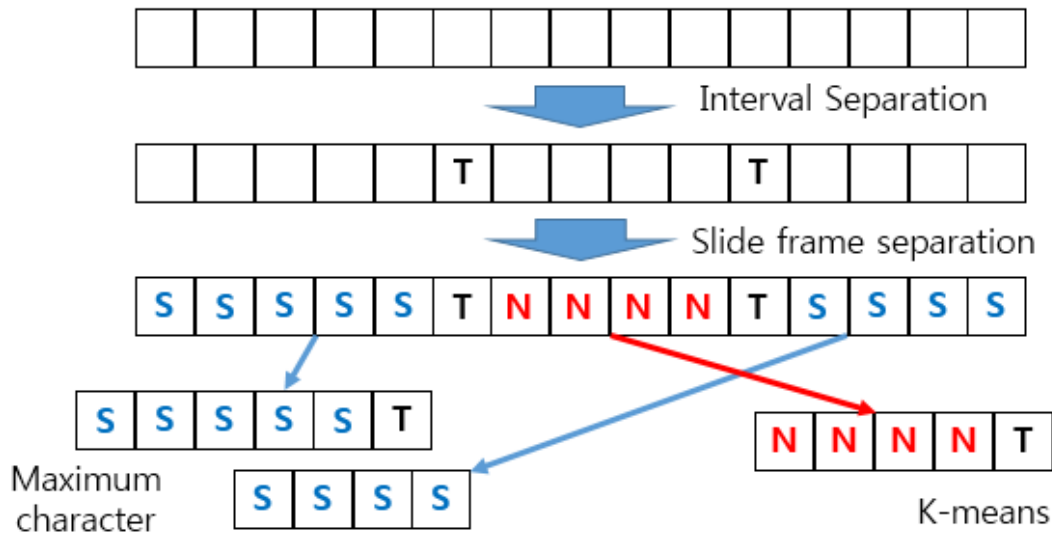 Interval Separation
T T
Slide frame separation
S S S S S T N N N N T S S S S
S S S S S T
N N N N T
Maximum
character
S S S S
K-means